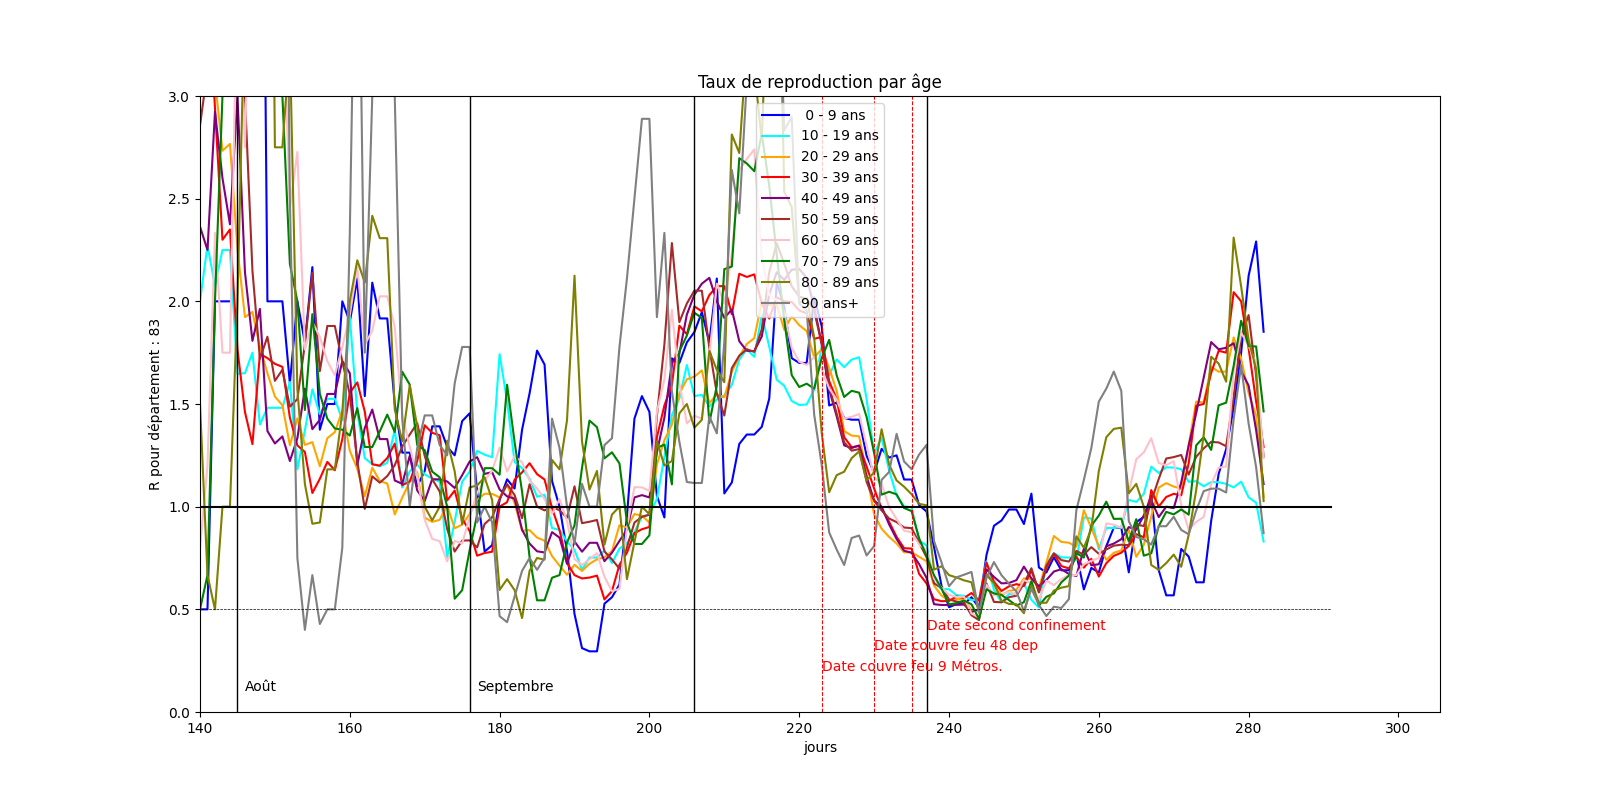 Taux de reproduction par âge
R pour département : 83
3.0
2.5
2.0
1.5
1.0
0.5
0.0
0 - 9 ans
10 - 19 ans
20 - 29 ans
30 - 39 ans
40 - 49 ans
50 - 59 ans
60 - 69 ans
70 - 79 ans
80 - 89 ans
90 ans+
Date second confinement
Date couvre feu 48 dep
Date couvre feu 9 Métros.
Août
Septembre
140 160 180 200 220 240 260 280 300
jours